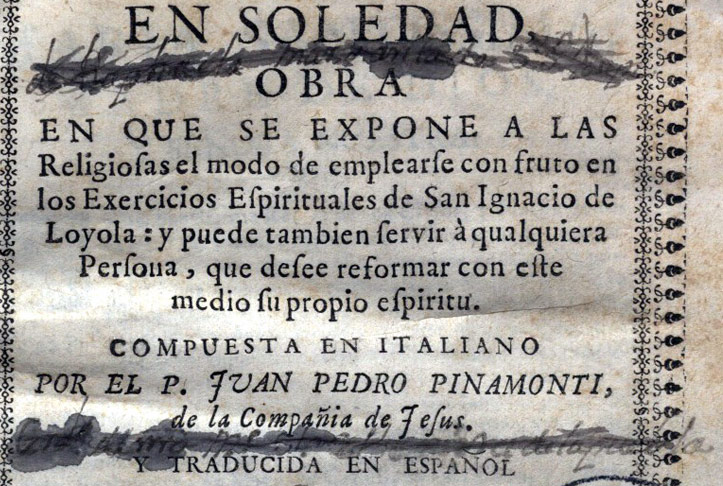 EN SOLEDAD,
OBRA
EN QUE SE EXPONE A LAS
Religioſas el modo de emplearſe con fruto en
los Exercicios Eſpirituales de San Ignacio de
Loyola: y puede tambien ſervir à qualquiera
Perſona, que deſee reformar con eſte
medio ſu propio eſpiritu.
COMPUESTA EN ITALIANO
POR EL P. JUAN PEDRO PINAMONTI,
de la Compañia de Jeſus.
Y TRADUCIDA EN ESPAÑOL